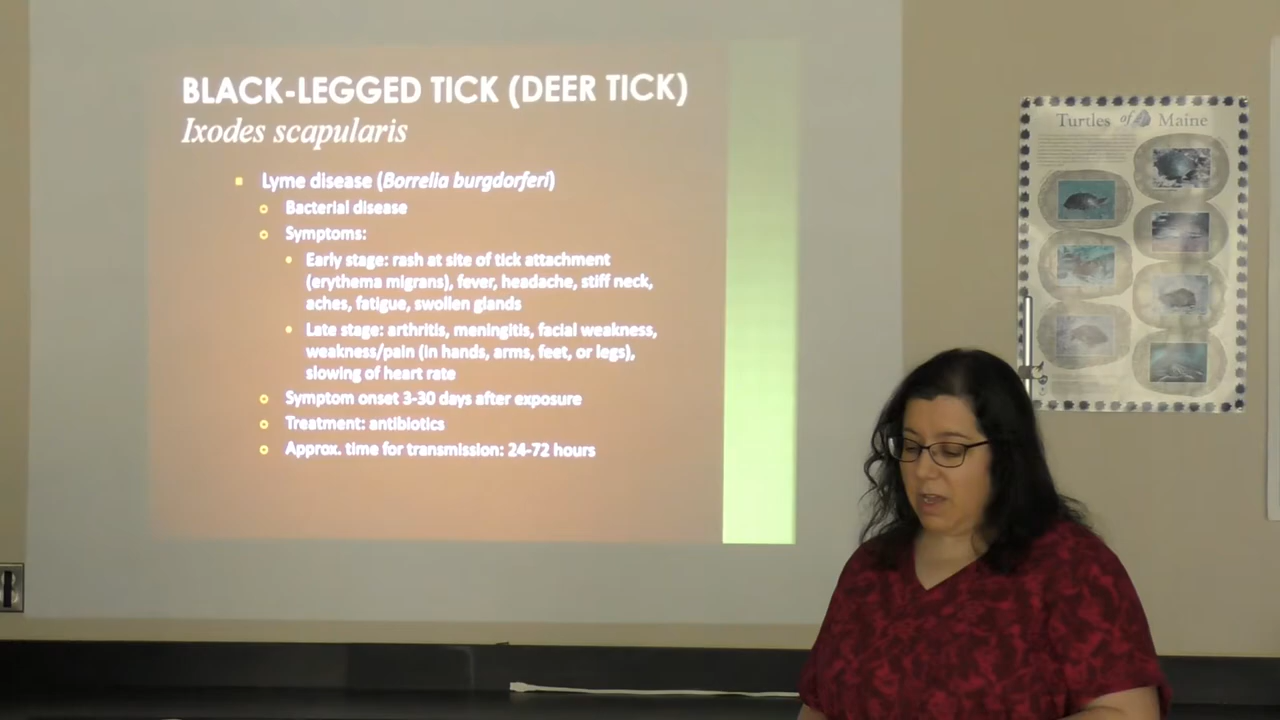 BLACK-LEGGED TICK (DEER TICK)
Ixodes scapularis
Lyme disease (Borrelia burgdorferi)
Bacterial disease
Symptoms:
Early stage: rash at site of tick attachment
(erythema migrans), fever, headache, stiff neck,
aches, fatigue, swollen glands
Late stage: arthritis, meningitis, facial weakness,
weakness/pain (in hands, arms, feet, or legs),
slowing of heart rate
Symptom onset 3-30 days after exposure
Treatment: antibiotics
Approx. time for transmission: 24-72 hours
Turtles of Maine